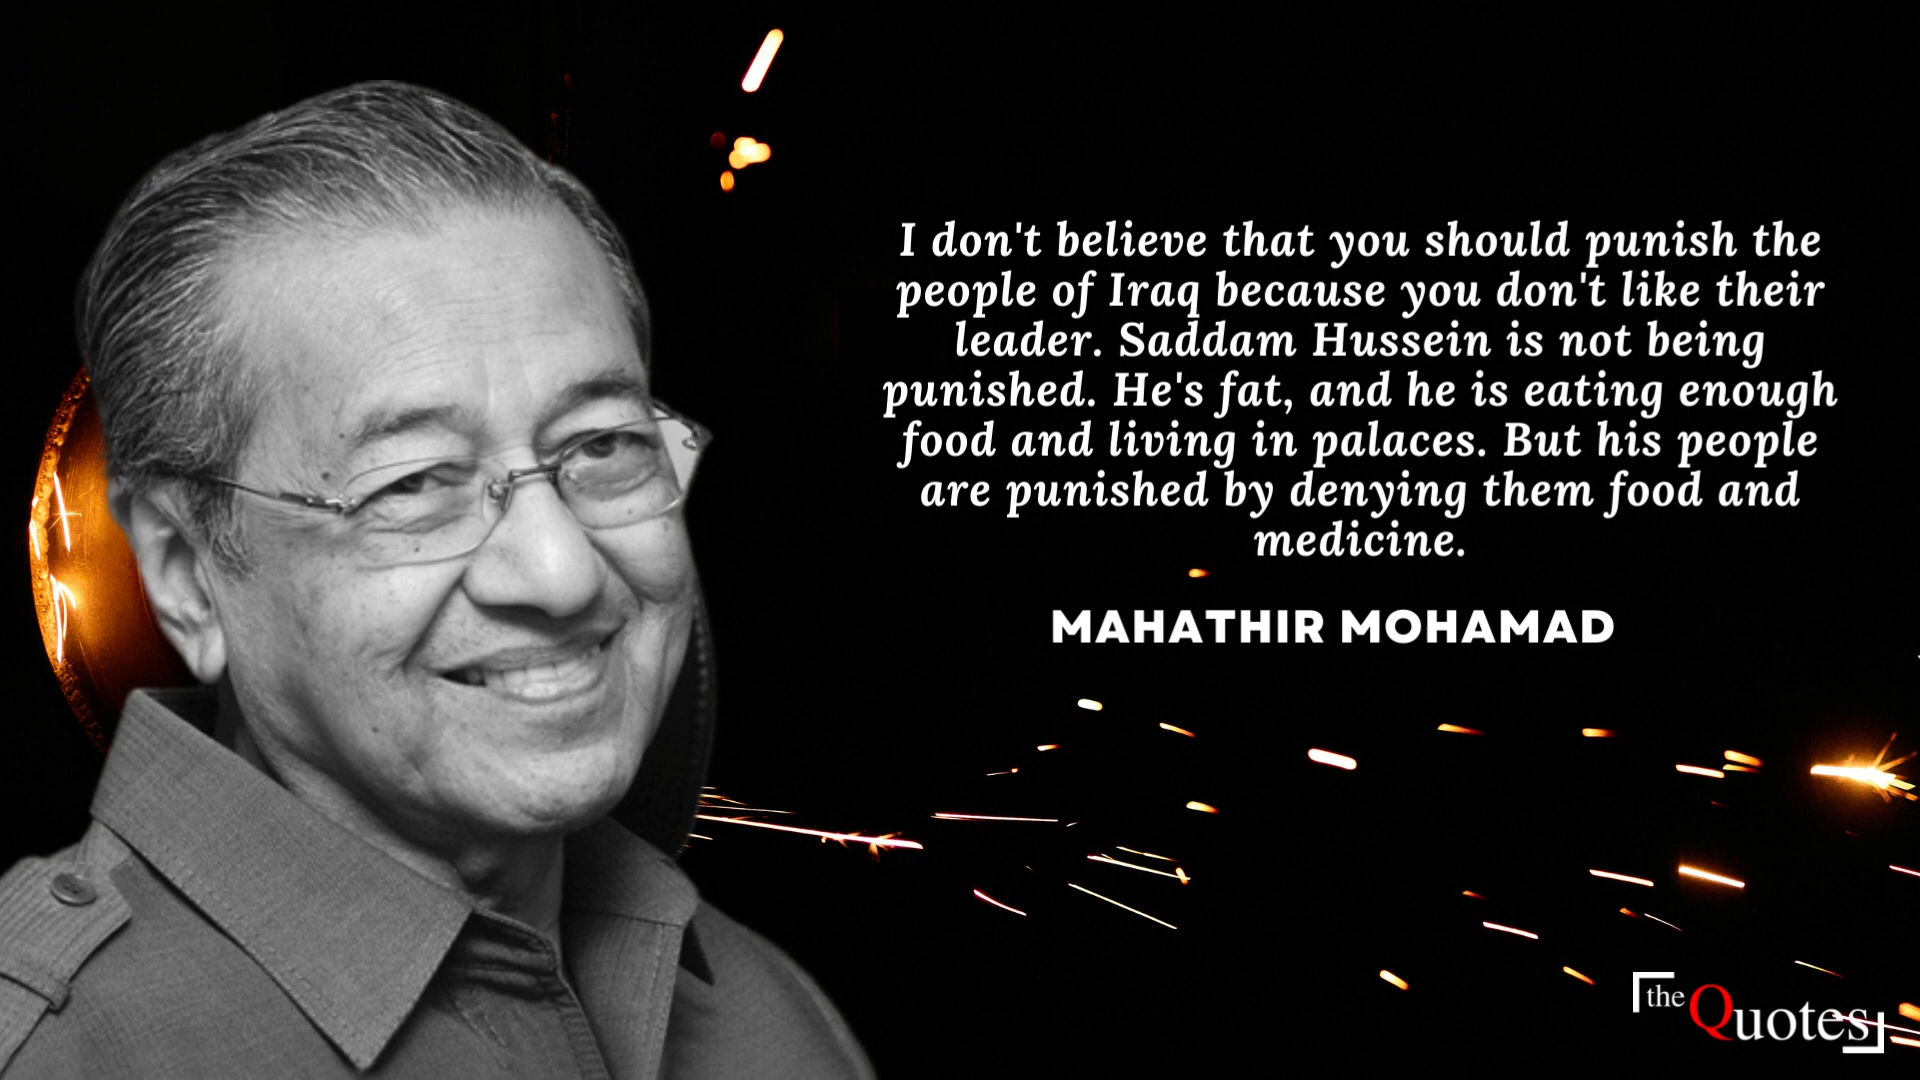 I don't believe that you should punish the
people of Iraq because you don't like their
leader. Saddam Hussein is not being
punished. He's fat, and he is eating enough
food and living in palaces. But his people
are punished by denying them food and
medicine.
MAHATHIR MOHAMAD
the Quotes